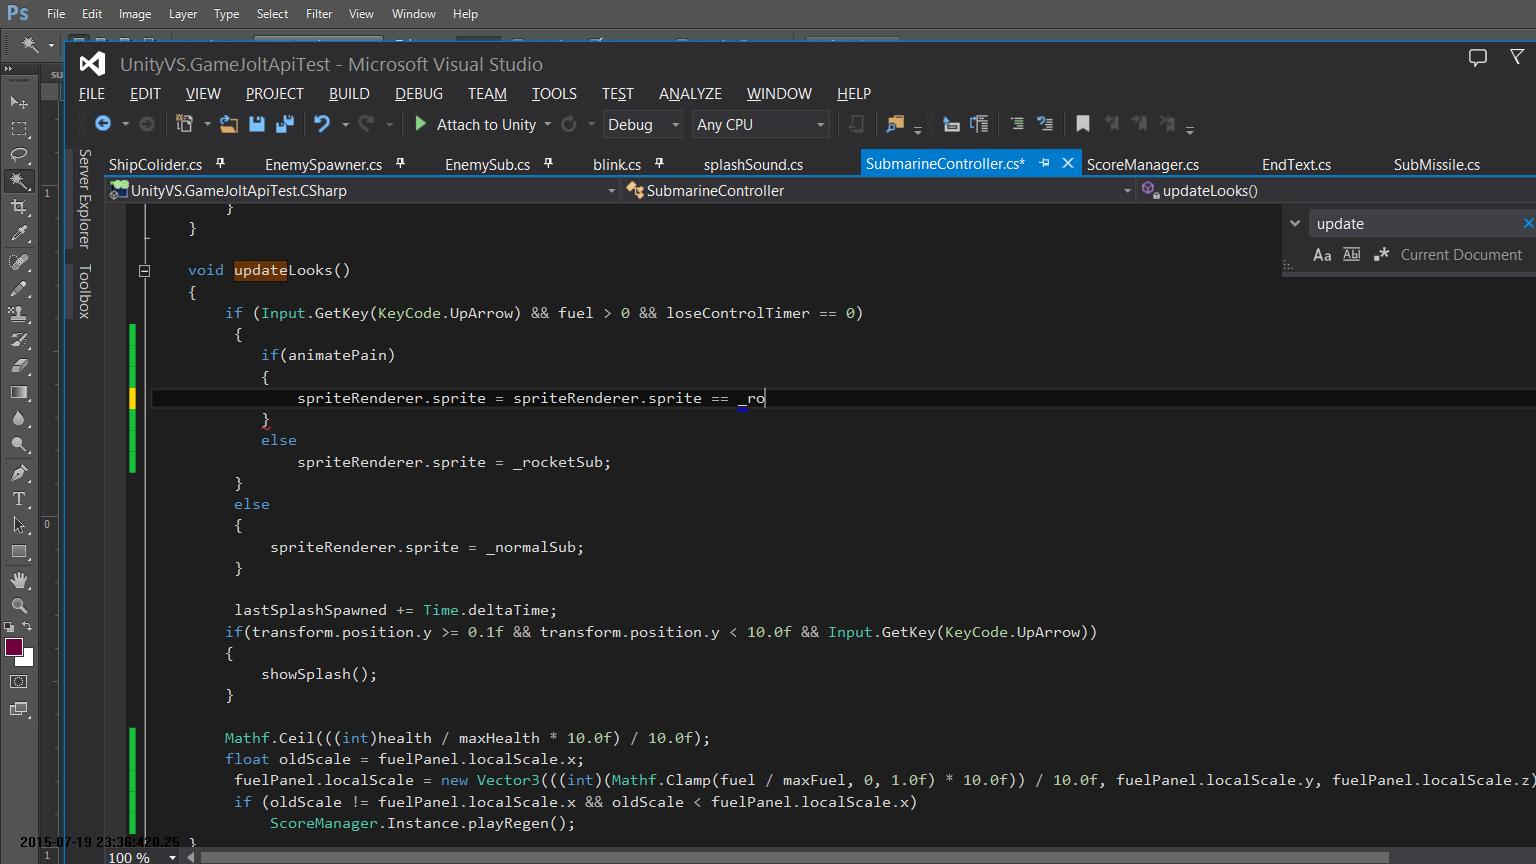 Ps File Edit Image Layer Type Select Filter View Window Help
su
UnityVS.GameJoltApiTest - Microsoft Visual Studio
FILE EDIT VIEW PROJECT BUILD DEBUG TEAM TOOLS TEST ANALYZE WINDOW HELP
Attach to Unity Debug Any CPU
ShipColider.cs EnemySpawner.cs EnemySub.cs blink.cs splashSound.cs SubmarineController.cs* ScoreManager.cs EndText.cs SubMissile.cs
UnityVS.GameJoltApiTest.CSharp SubmarineController updateLooks()
Server Explorer
Toolbox
update
Aa Abl Current Document
}
}
void updateLooks()
{
if (Input.GetKey(KeyCode.UpArrow) && fuel > 0 && loseControlTimer == 0)
{
if(animatePain)
{
spriteRenderer.sprite = spriteRenderer.sprite == _ro
}
else
spriteRenderer.sprite = _rocketSub;
}
else
{
spriteRenderer.sprite = _normalSub;
}
lastSplashSpawned += Time.deltaTime;
if(transform.position.y >= 0.1f && transform.position.y < 10.0f && Input.GetKey(KeyCode.UpArrow))
{
showSplash();
}
Mathf.Ceil(((int)health / maxHealth * 10.0f) / 10.0f);
float oldScale = fuelPanel.localScale.x;
fuelPanel.localScale = new Vector3(((int)(Mathf.Clamp(fuel / maxFuel, 0, 1.0f) * 10.0f)) / 10.0f, fuelPanel.localScale.y, fuelPanel.localScale.z)
if (oldScale != fuelPanel.localScale.x && oldScale < fuelPanel.localScale.x)
ScoreManager.Instance.playRegen();
}
100 %
1
0
1
T